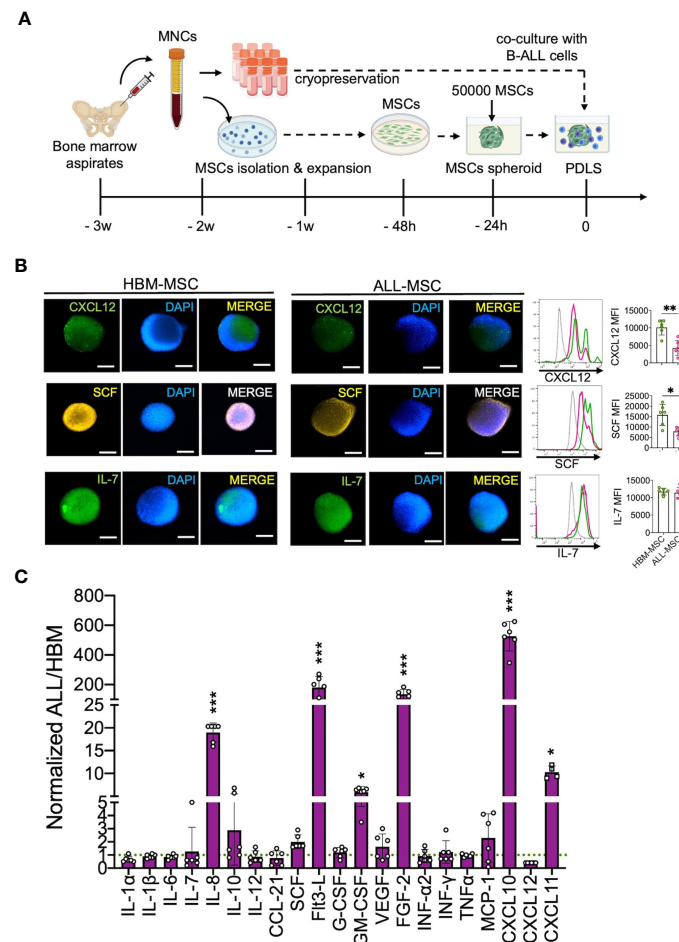 A
MNCs
cryopreservation
co-culture with
B-ALL cells
Bone marrow
aspirates
MSCs isolation & expansion
MSCs
50000 MSCs
MSCs spheroid
PDLS
- 3w
- 2w
- 1w
- 48h
- 24h
0
B
HBM-MSC
ALL-MSC
CXCL12
DAPI
MERGE
CXCL12
DAPI
MERGE
CXCL12
CXCL12 MFI
15000
10000
5000
0
**
SCF
DAPI
MERGE
SCF
DAPI
MERGE
SCF
SCF MFI
25000
20000
15000
10000
5000
0
*
IL-7
DAPI
MERGE
IL-7
DAPI
MERGE
IL-7
IL-7 MFI
15000
10000
5000
0
HBM-MSC
ALL-MSC
C
Normalized ALL/HBM
800
600
400
200
25
20
15
10
5
4
3
2
1
0
***
***
*
***
***
*
IL-1α
IL-1β
IL-6
IL-7
IL-8
IL-10
IL-12
CCL-21
SCF
Flt3-L
G-CSF
GM-CSF
VEGF
FGF-2
INF-α2
INF-γ
TNFα
MCP-1
CXCL10
CXCL12
CXCL11